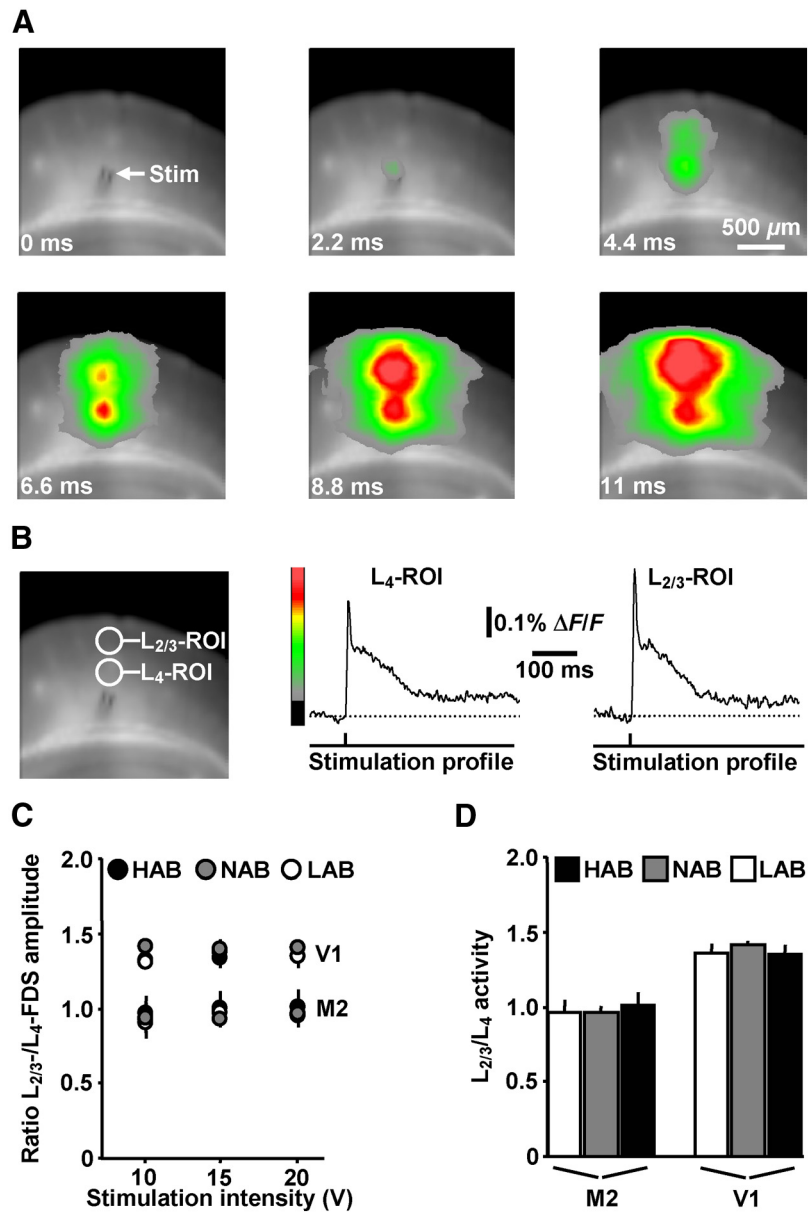 A
Stim
0 ms
2.2 ms
4.4 ms
500 µm
6.6 ms
8.8 ms
11 ms
B
L2/3-ROI
L4-ROI
L4-ROI
0.1% ΔF/F
100 ms
L2/3-ROI
Stimulation profile
Stimulation profile
C
Ratio L2/3-/L4-FDS amplitude
2.0
1.5
1.0
0.5
0
HAB NAB LAB
V1
M2
10 15 20
Stimulation intensity (V)
D
L2/3/L4 activity
2.0
1.5
1.0
0.5
0
HAB NAB LAB
M2 V1